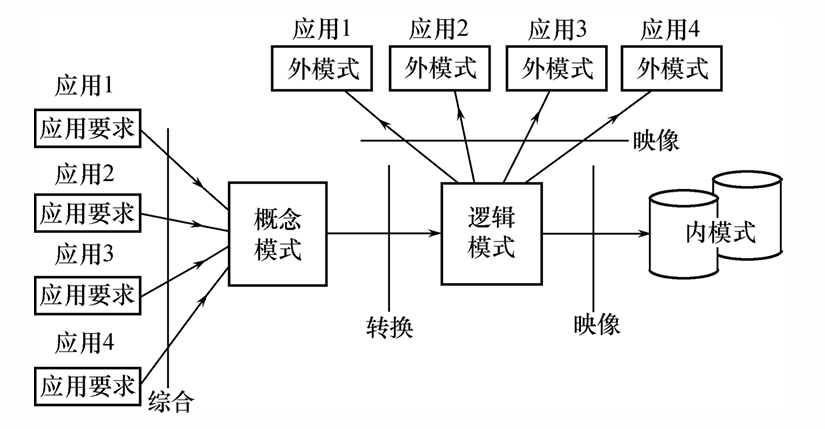 应用1
应用2
应用3
应用4
外模式
外模式
外模式
外模式
映像
应用1
应用要求
应用2
应用要求
应用3
应用要求
应用4
应用要求
综合
概念
模式
转换
逻辑
模式
映像
内模式